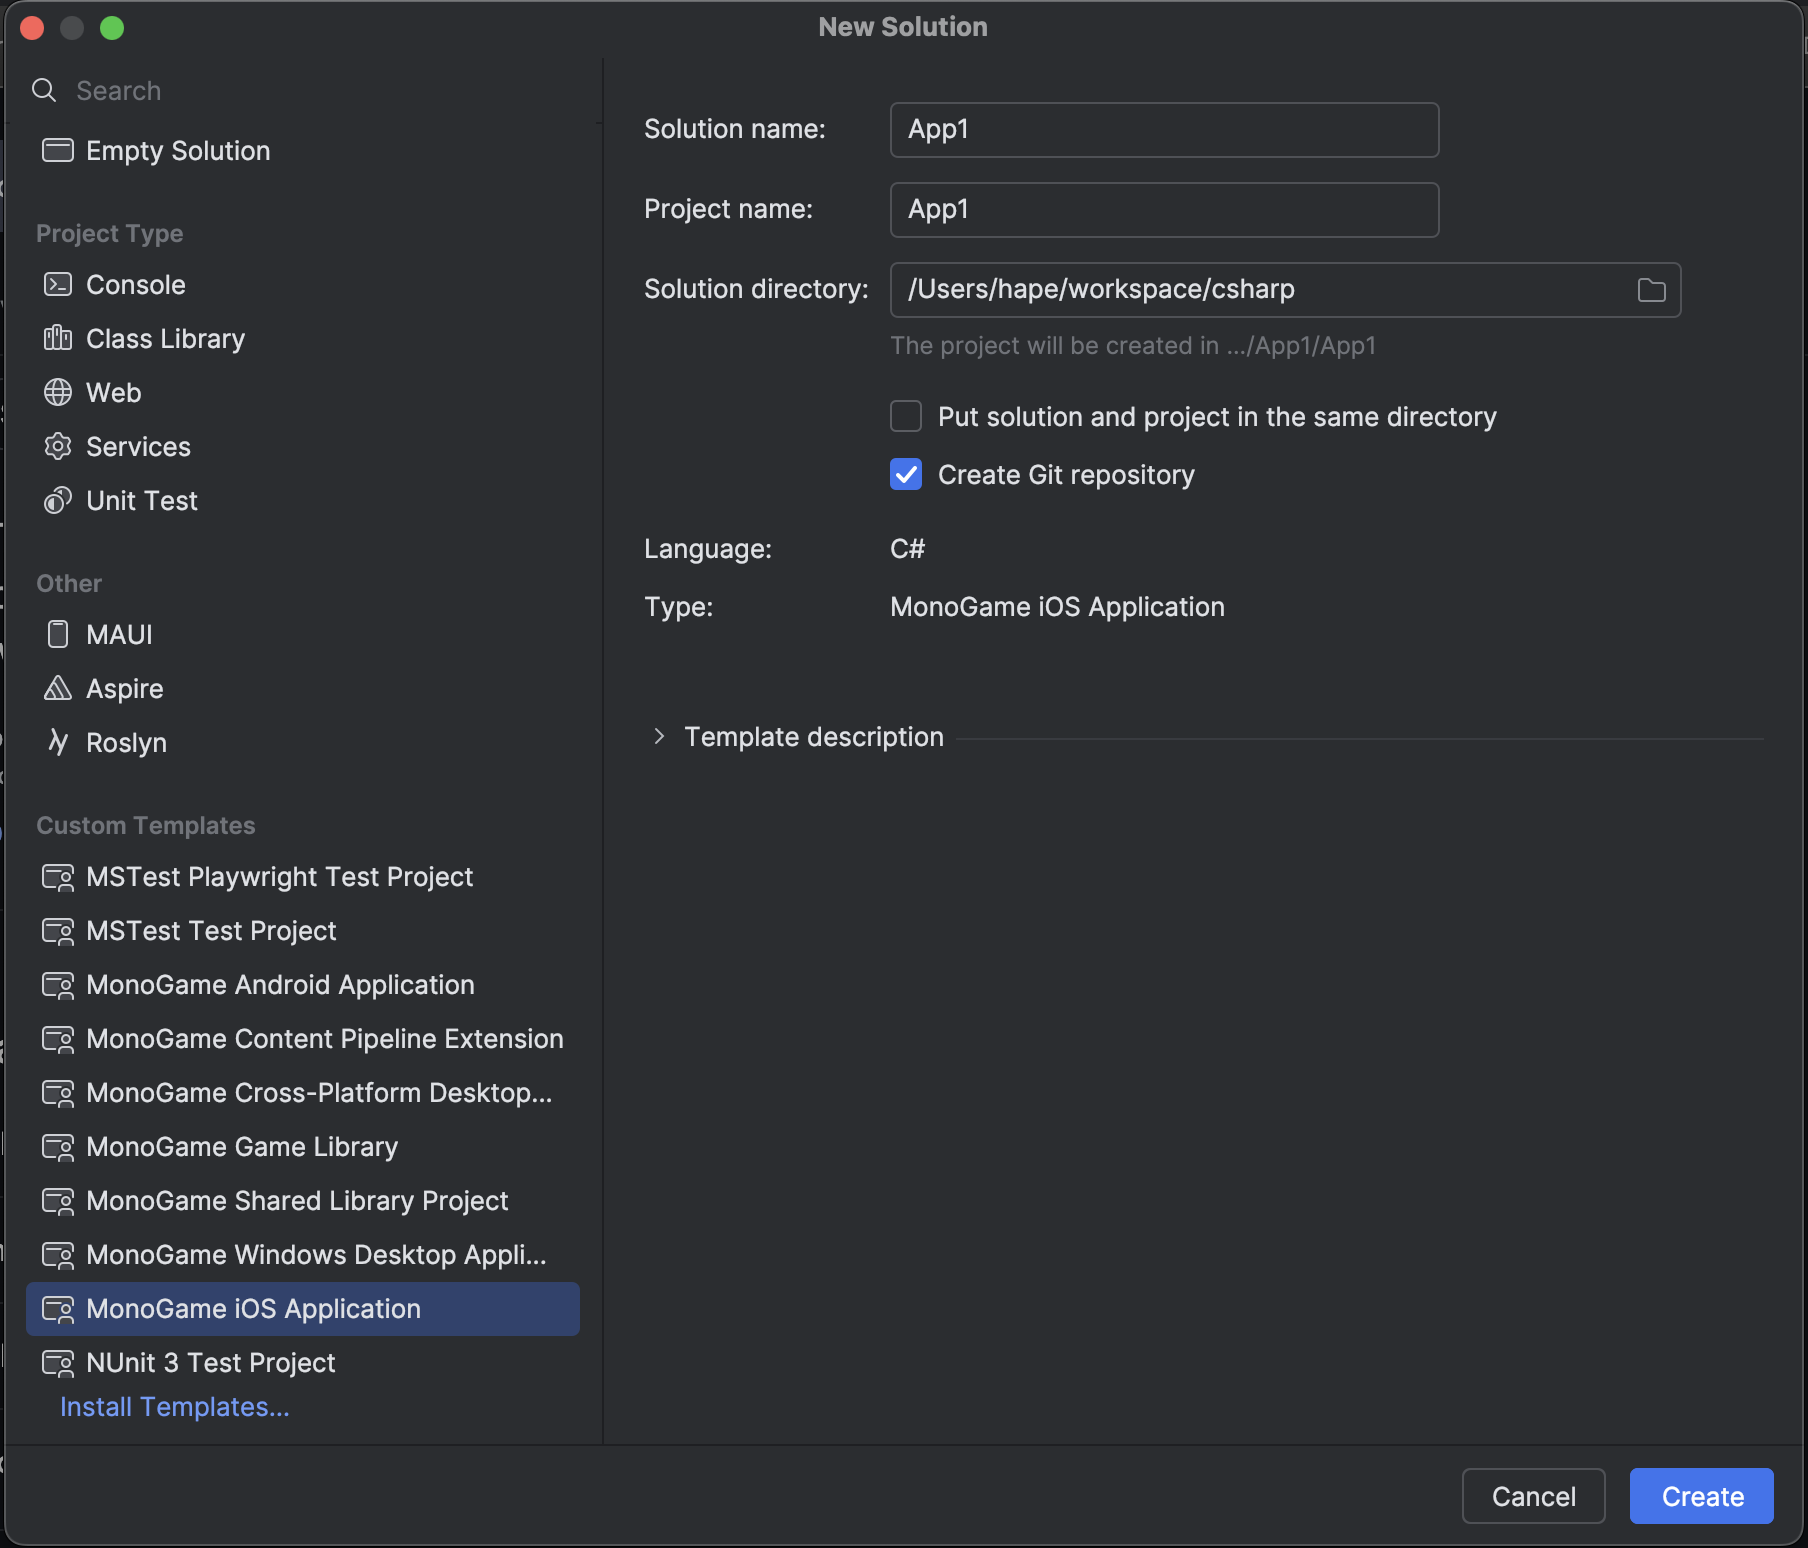 New Solution
Search
Empty Solution
Project Type
Console
Class Library
Web
Services
Unit Test
Other
MAUI
Aspire
Roslyn
Custom Templates
MSTest Playwright Test Project
MSTest Test Project
MonoGame Android Application
MonoGame Content Pipeline Extension
MonoGame Cross-Platform Desktop...
MonoGame Game Library
MonoGame Shared Library Project
MonoGame Windows Desktop Appli...
MonoGame iOS Application
NUnit 3 Test Project
Install Templates...
Solution name: App1
Project name: App1
Solution directory: /Users/hape/workspace/csharp
The project will be created in .../App1/App1
Put solution and project in the same directory
Create Git repository
Language: C#
Type: MonoGame iOS Application
Template description
Cancel Create